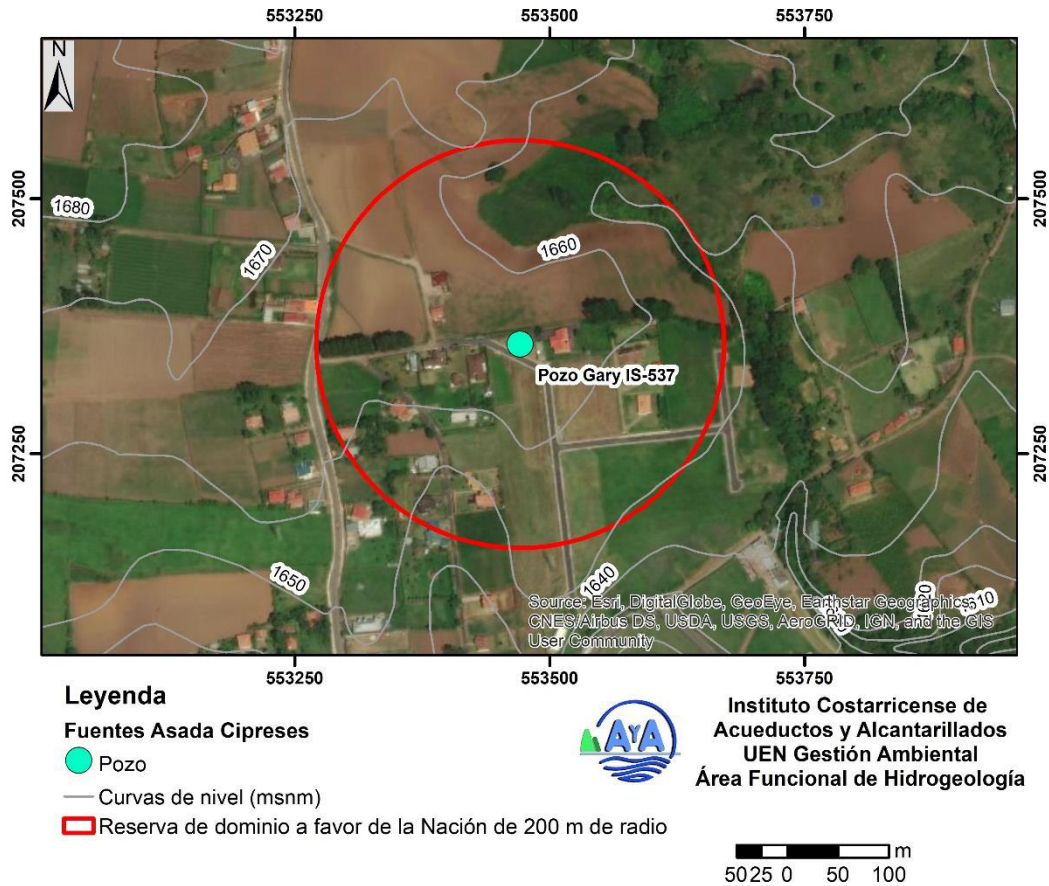 553250
553500
553750
N
207500
207500
1680
1670
1660
Pozo Gary IS-537
207250
207250
1650
1640
1610
Source: Esri, DigitalGlobe, GeoEye, Earthstar Geographics,
CNES/Airbus DS, USDA, USGS, AeroGRID, IGN, and the GIS
User Community
553250
553500
553750
Leyenda
Fuentes Asada Cipreses
Pozo
Curvas de nivel (msnm)
Reserva de dominio a favor de la Nación de 200 m de radio
AyA
Instituto Costarricense de
Acueductos y Alcantarillados
UEN Gestión Ambiental
Área Funcional de Hidrogeología
m
50 25 0 50 100